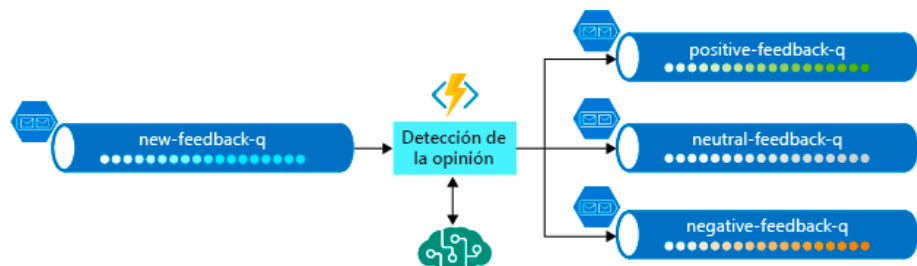 positive-feedback-q
new-feedback-q
Detección de
la opinión
neutral-feedback-q
negative-feedback-q